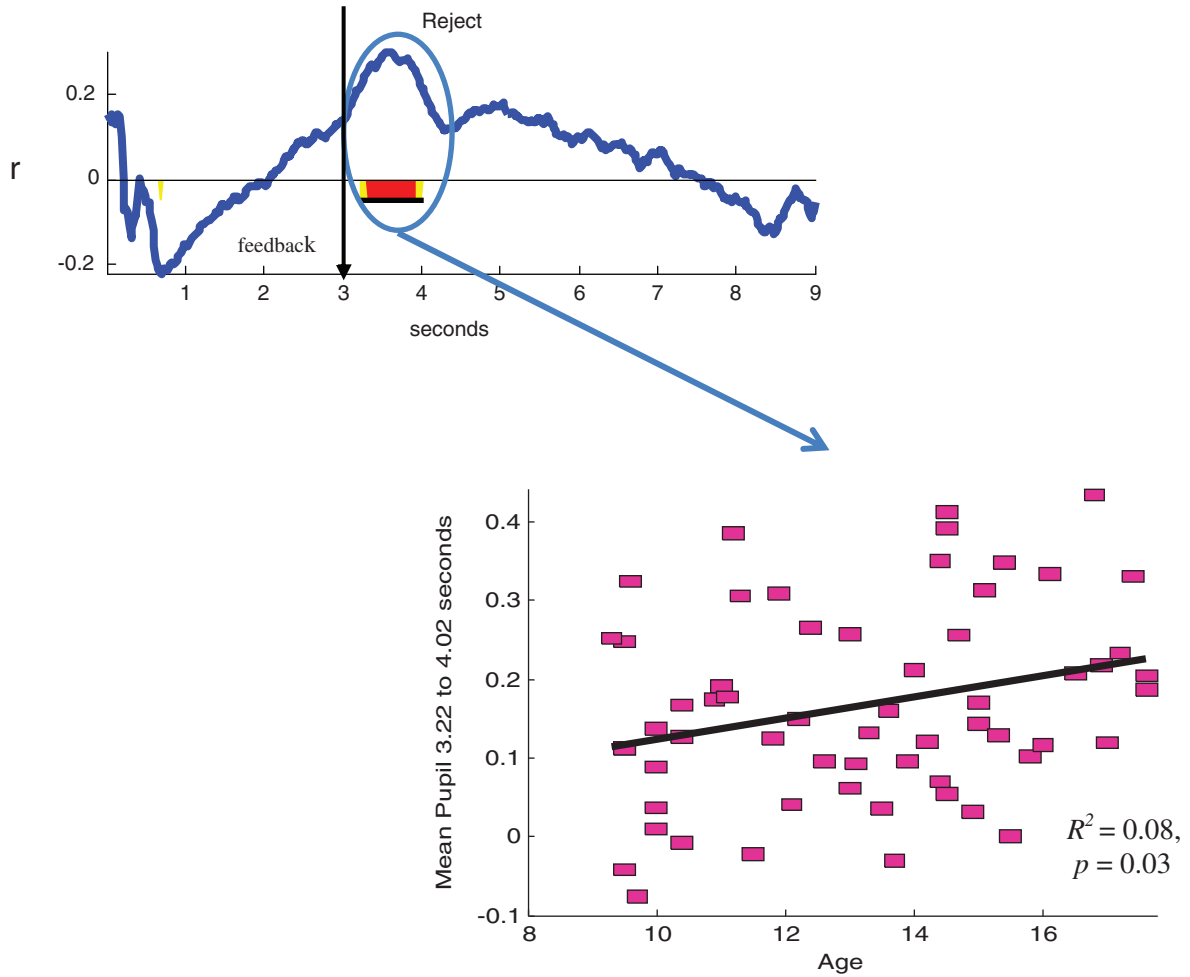 Reject
0.2
r
0
feedback
-0.2
1 2 3 4 5 6 7 8 9
seconds
Mean Pupil 3.22 to 4.02 seconds
0.4
0.3
0.2
0.1
0
-0.1
R² = 0.08,
p = 0.03
8 10 12 14 16
Age